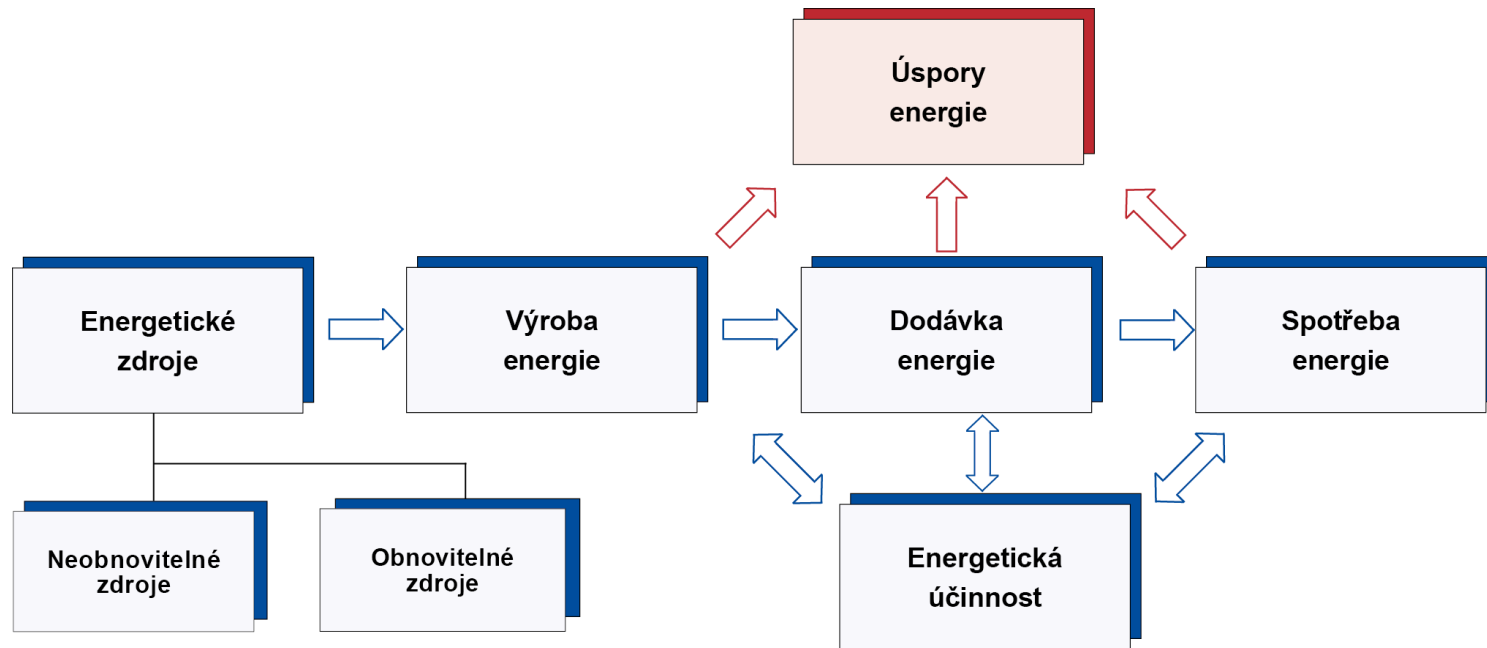 Úspory
energie
Energetické
zdroje
Výroba
energie
Dodávka
energie
Spotřeba
energie
Neobnovitelné
zdroje
Obnovitelné
zdroje
Energetická
účinnost